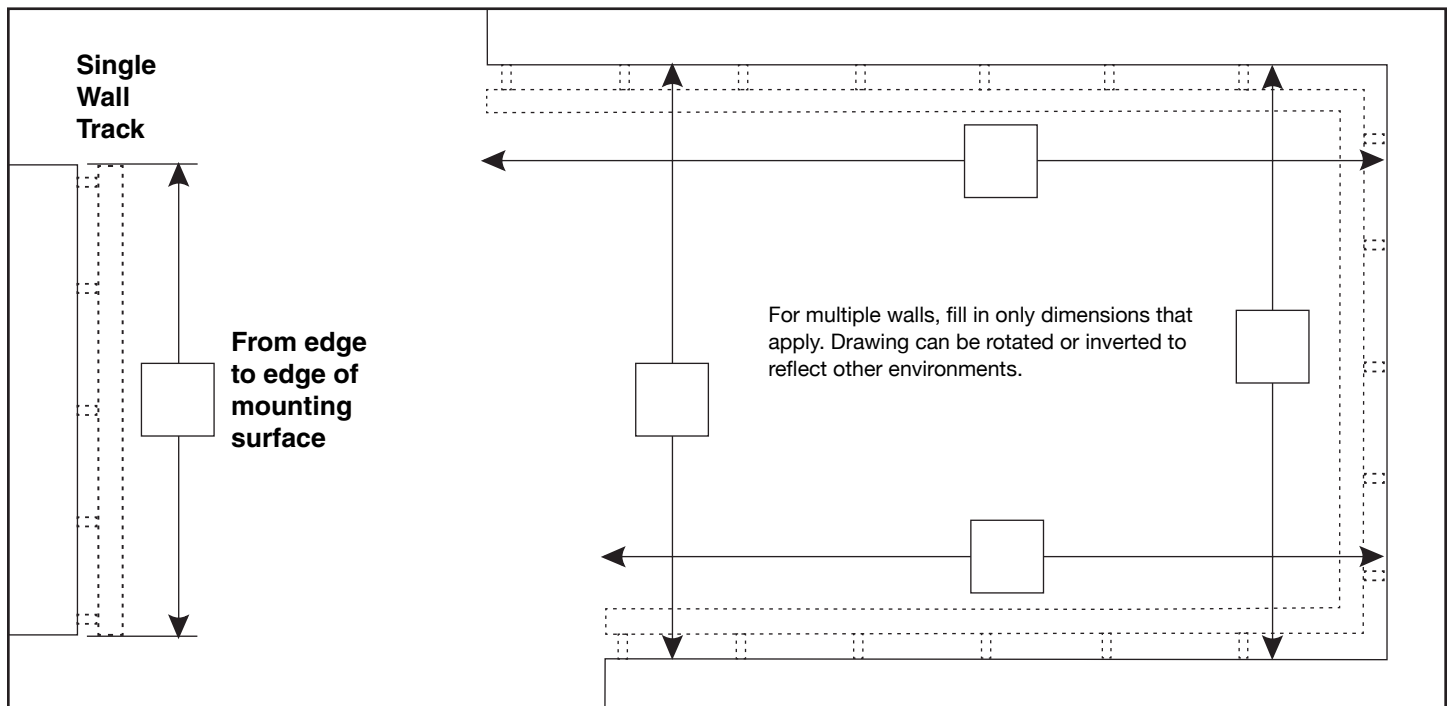 Single
Wall
Track
From edge
to edge of
mounting
surface
For multiple walls, fill in only dimensions that
apply. Drawing can be rotated or inverted to
reflect other environments.